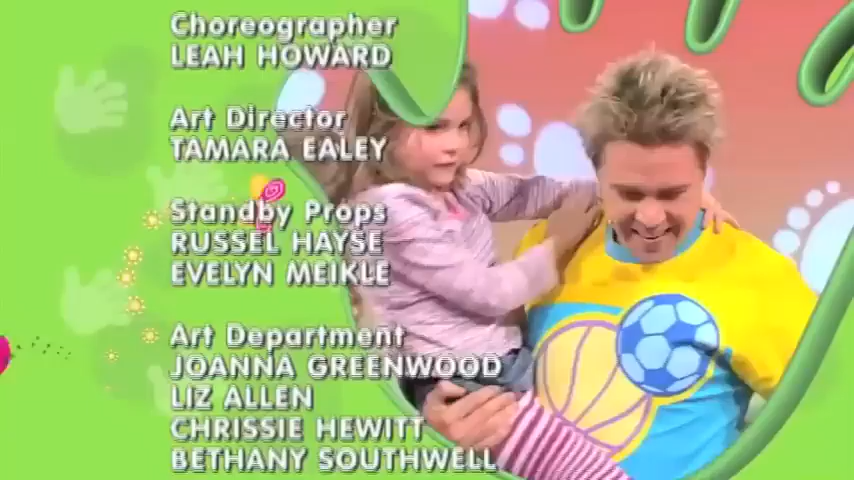 Choreographer
LEAH HOWARD
Art Director
TAMARA EALEY
Standby Props
RUSSEL HAYSE
EVELYN MEIKLE
Art Department
JOANNA GREENWOOD
LIZ ALLEN
CHRISSIE HEWITT
BETHANY SOUTHWELL